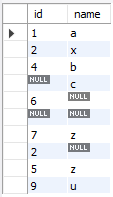 id name
1 a
2 x
4 b
NULL c
6 NULL
NULL NULL
7 z
2 NULL
5 z
9 u